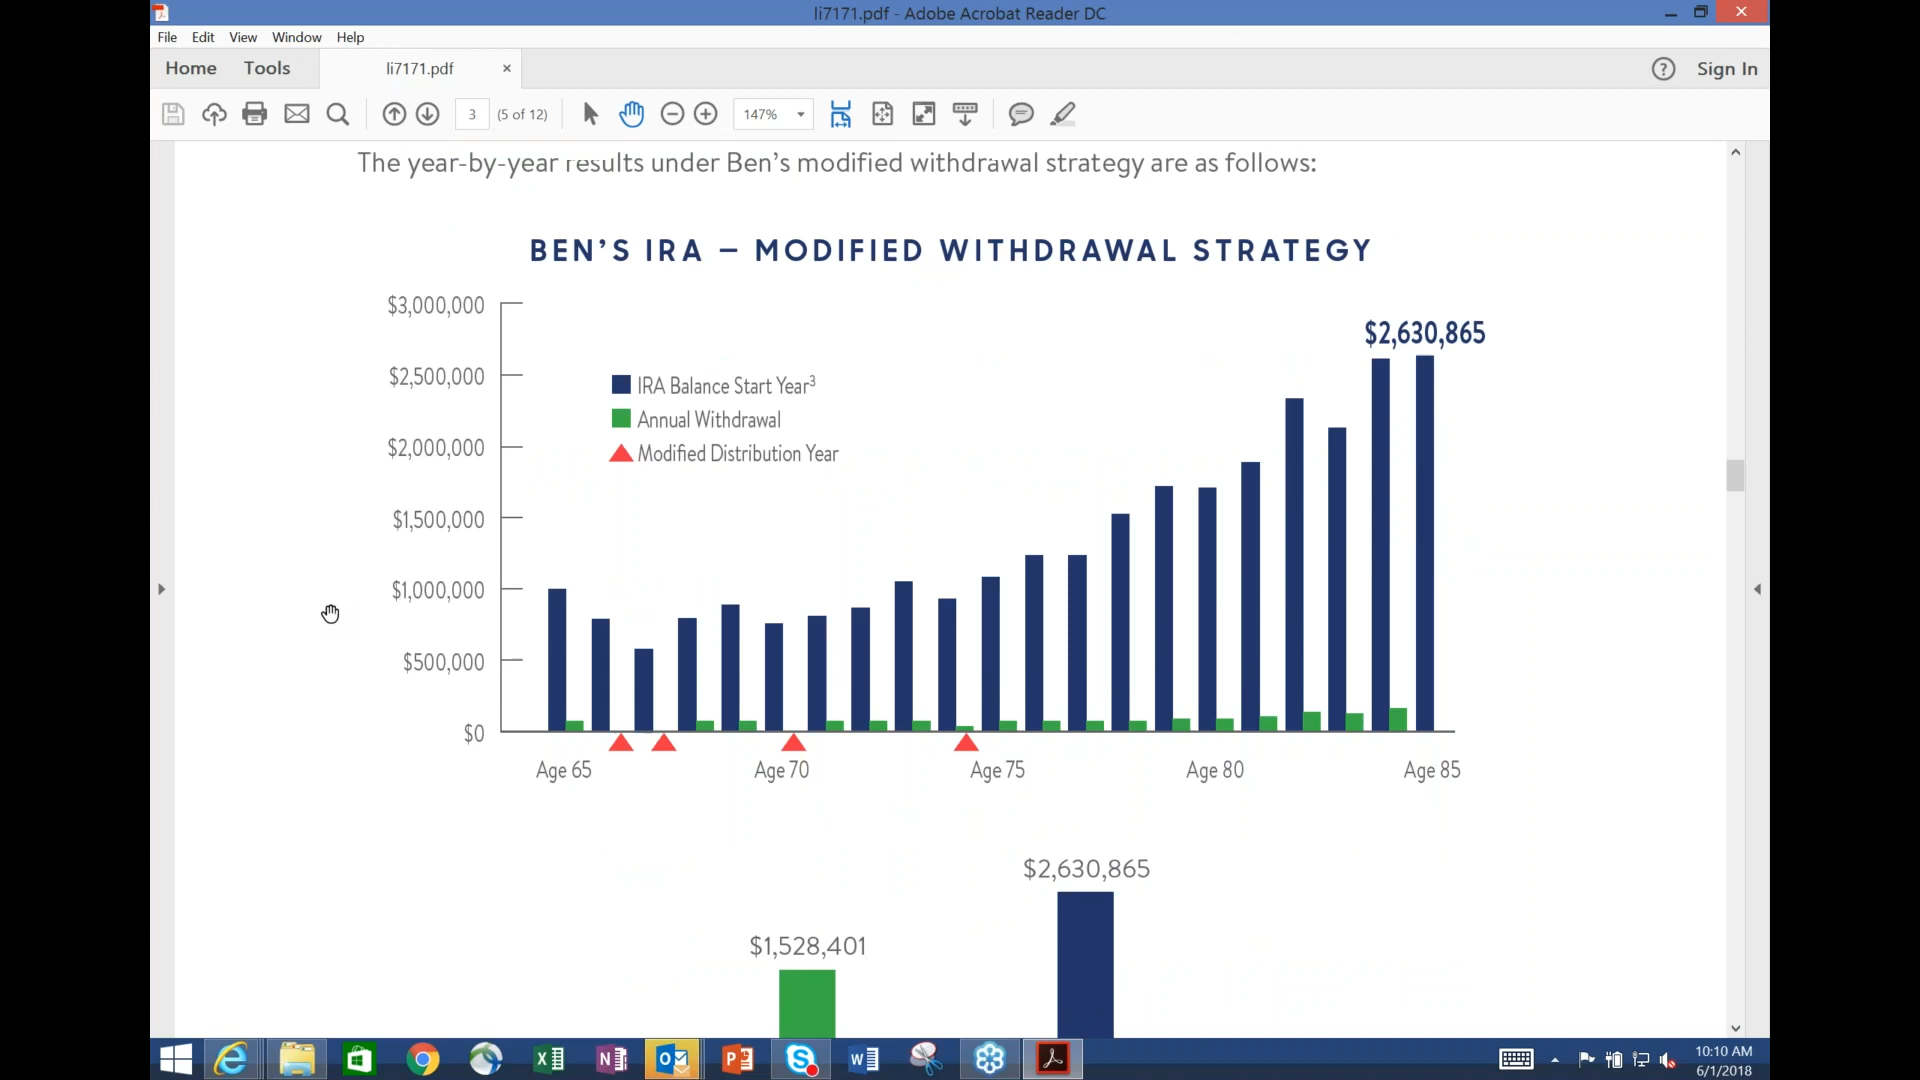 li7171.pdf - Adobe Acrobat Reader DC
File Edit View Window Help
Home Tools li7171.pdf × ? Sign In
3 (5 of 12) 147%
The year-by-year results under Ben’s modified withdrawal strategy are as follows:
BEN’S IRA – MODIFIED WITHDRAWAL STRATEGY
$3,000,000
$2,630,865
$2,500,000
IRA Balance Start Year³
Annual Withdrawal
$2,000,000
Modified Distribution Year
$1,500,000
$1,000,000
$500,000
$0
Age 65 Age 70 Age 75 Age 80 Age 85
$2,630,865
$1,528,401
10:10 AM
6/1/2018